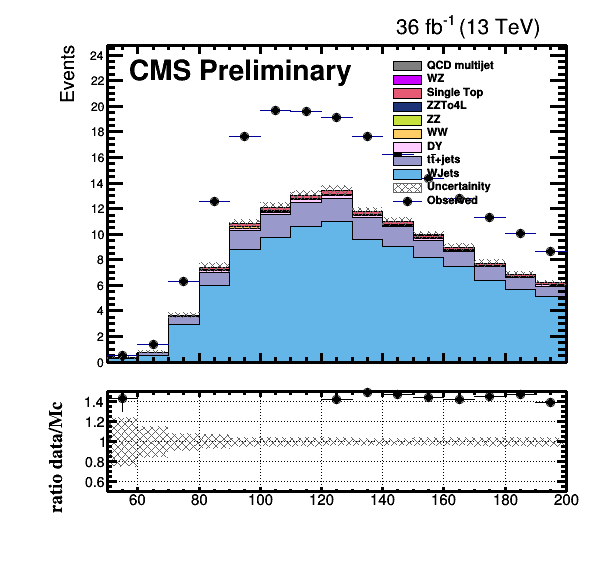 36 fb⁻¹ (13 TeV)
Events
CMS Preliminary
24
22
20
18
16
14
12
10
8
6
4
2
0
QCD multijet
WZ
Single Top
ZZTo4L
ZZ
WW
DY
tt̄+jets
WJets
Uncertainity
Observed
ratio data/Mc
1.4
1.2
1
0.8
0.6
60 80 100 120 140 160 180 200